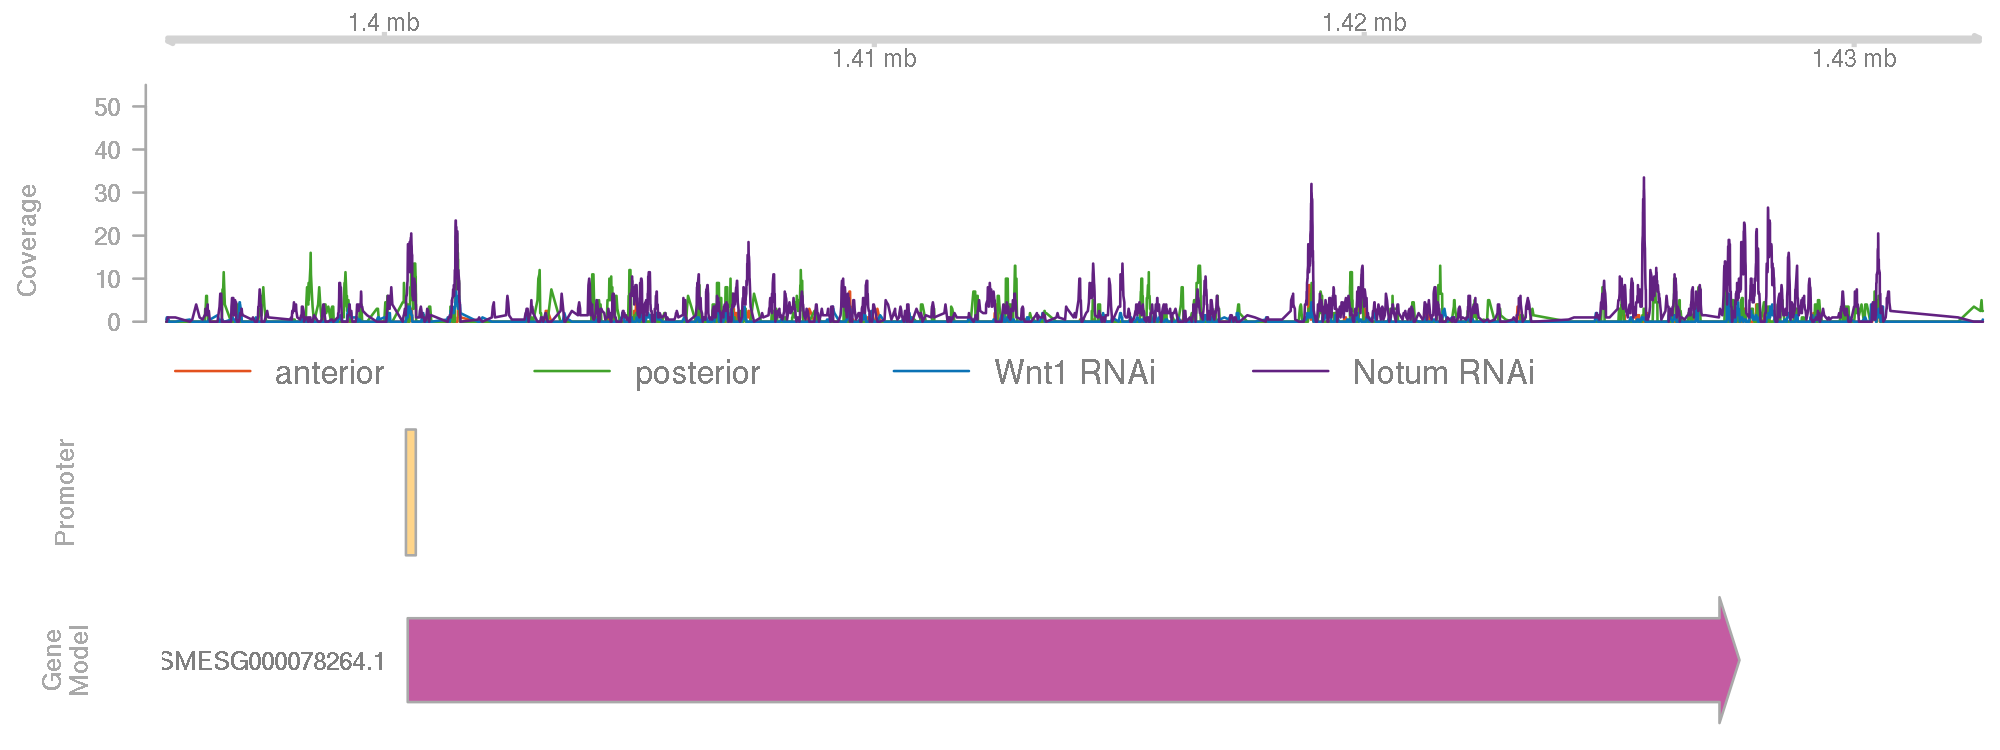 1.4 mb
1.42 mb
1.41 mb
1.43 mb
Coverage
50
40
30
20
10
0
anterior
posterior
Wnt1 RNAi
Notum RNAi
Promoter
Gene
Model
SMESG000078264.1